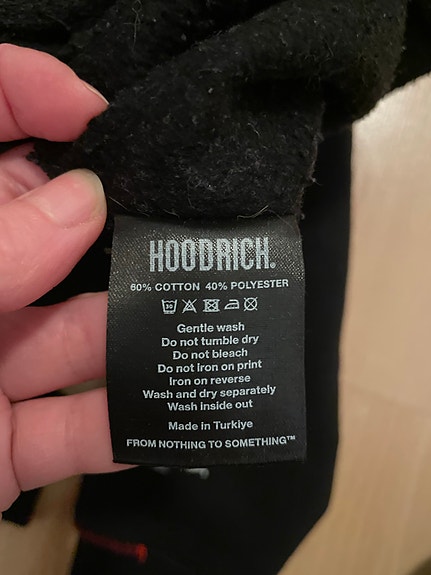 HOODRICH.
60% COTTON 40% POLYESTER
30
Gentle wash
Do not tumble dry
Do not bleach
Do not iron on print
Iron on reverse
Wash and dry separately
Wash inside out
Made in Turkiye
FROM NOTHING TO SOMETHING™